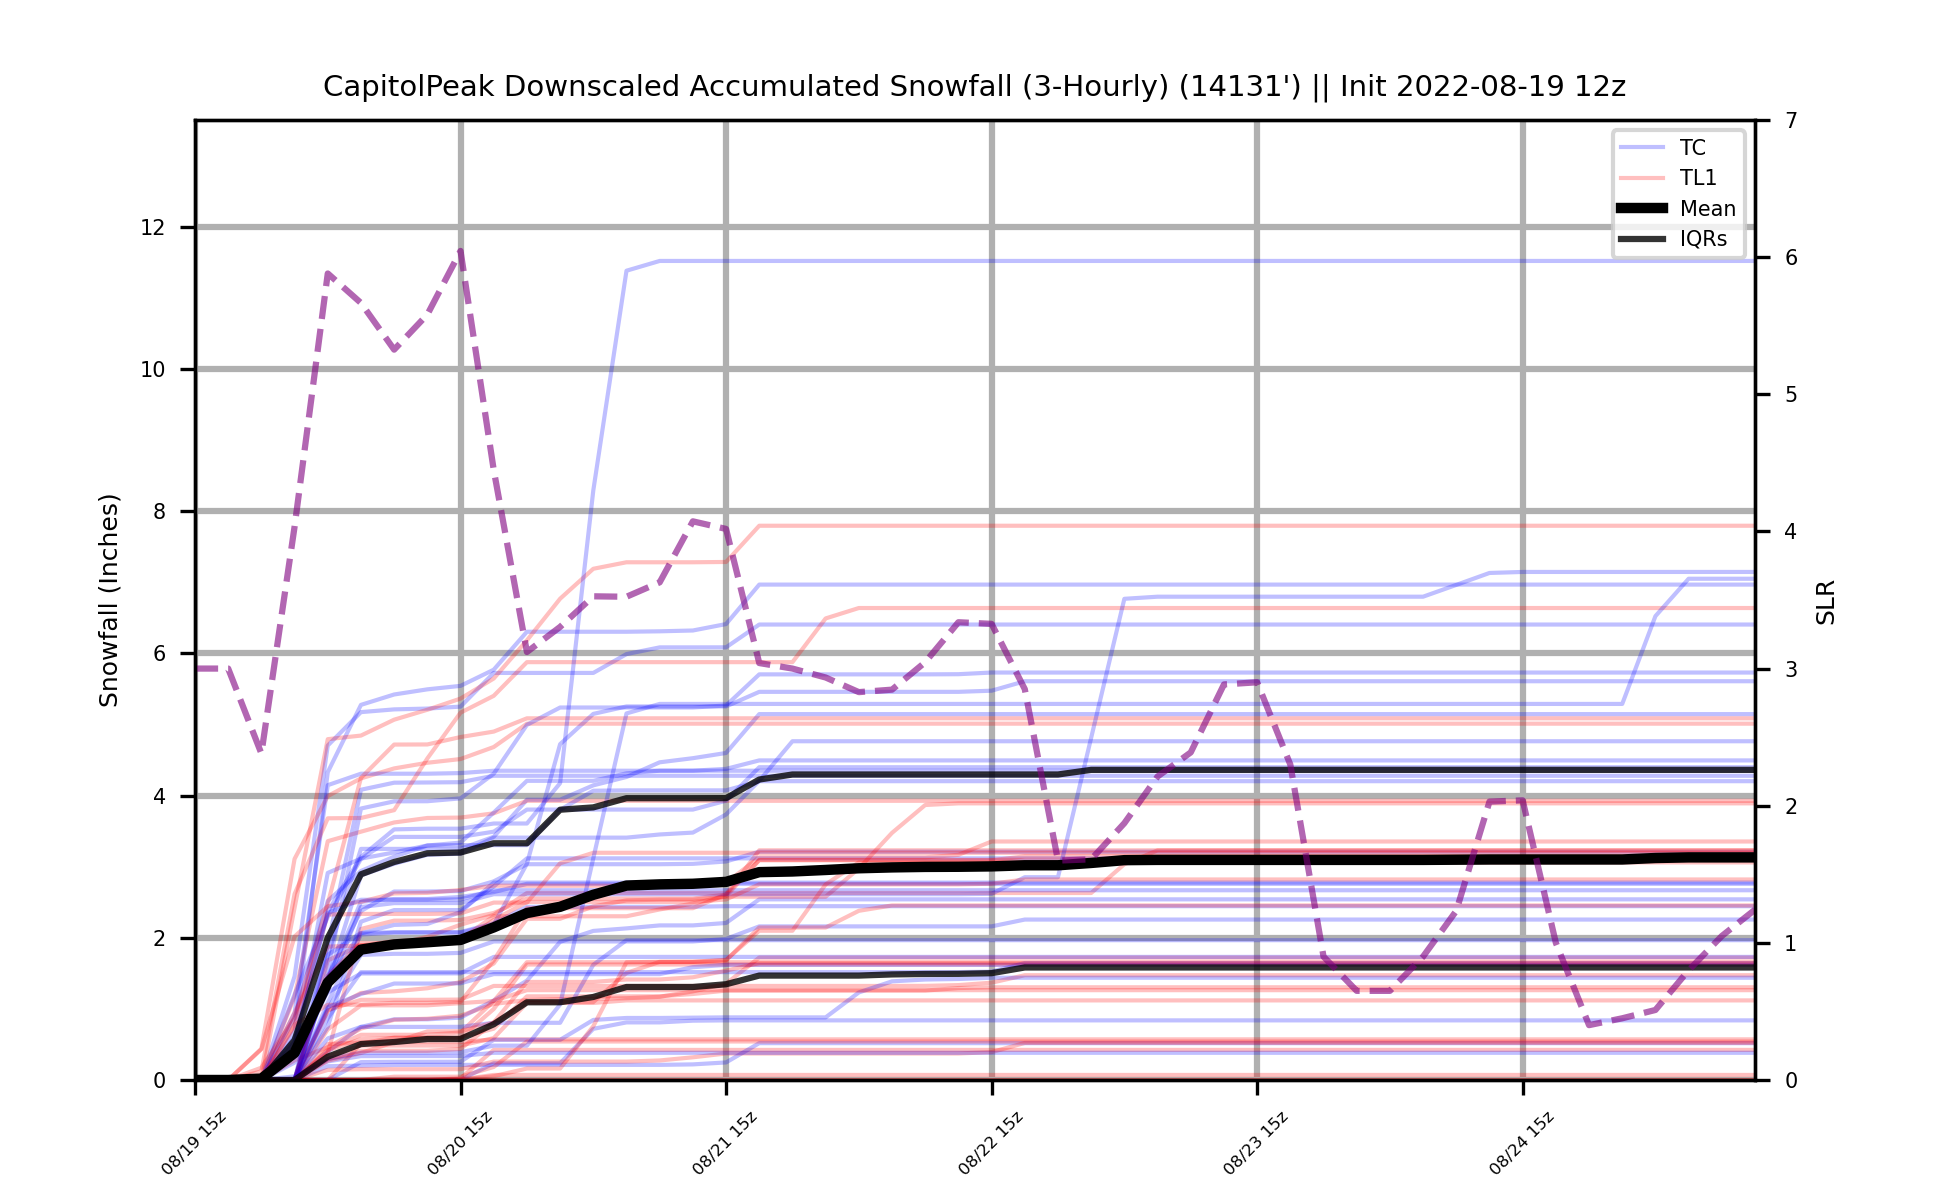 CapitolPeak Downscaled Accumulated Snowfall (3-Hourly) (14131') || Init 2022-08-19 12z
TC
TL1
Mean
IQRs
Snowfall (Inches)
12
10
8
6
4
2
0
7
6
5
4
3
2
1
0
SLR
08/19 15z
08/20 15z
08/21 15z
08/22 15z
08/23 15z
08/24 15z